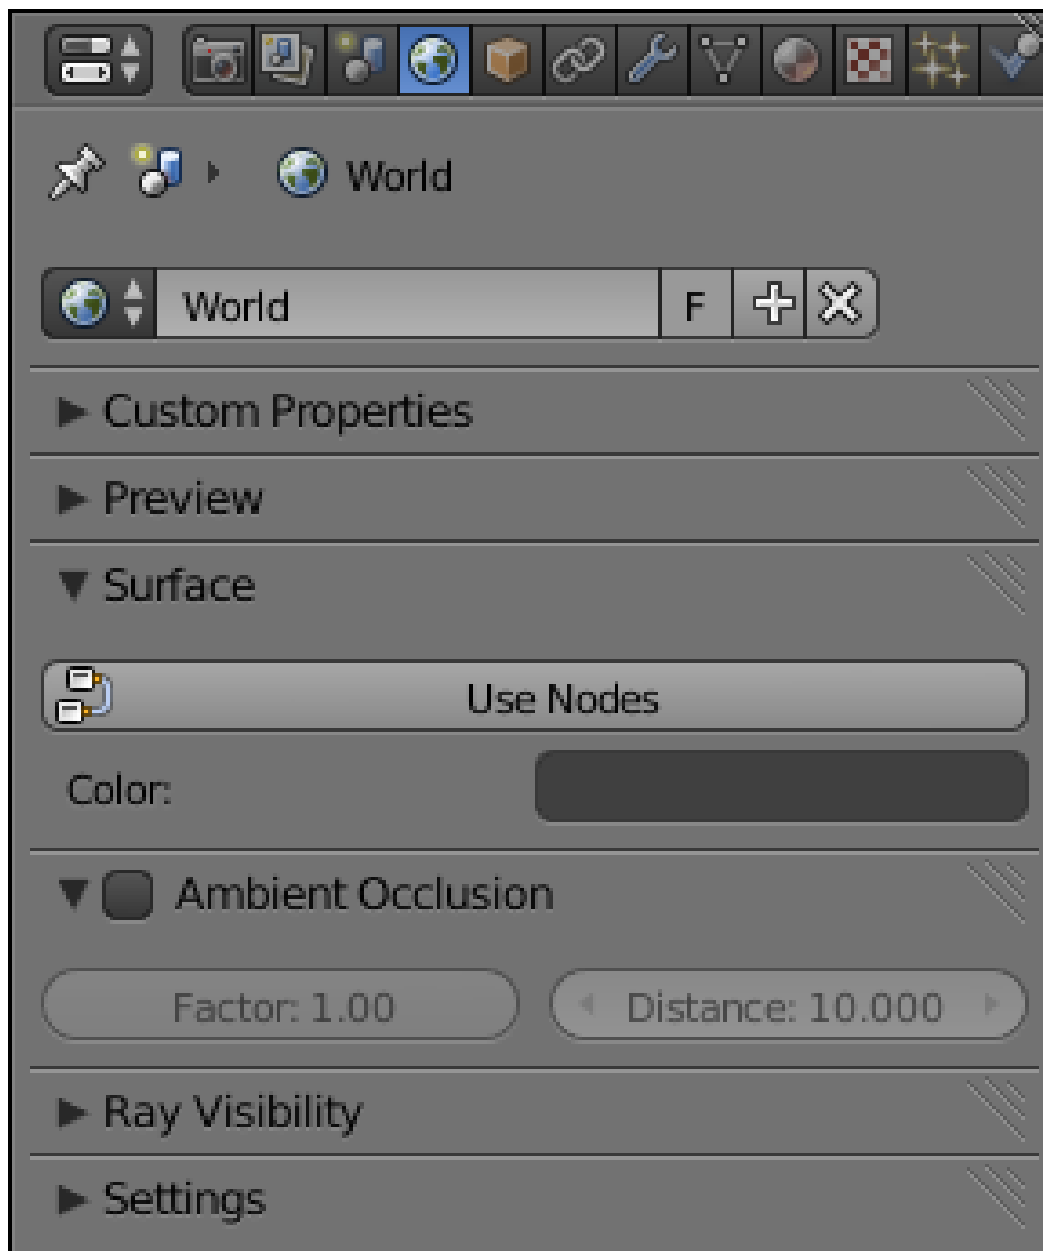 World
World F
Custom Properties
Preview
Surface
Use Nodes
Color:
Ambient Occlusion
Factor: 1.00 Distance: 10.000
Ray Visibility
Settings